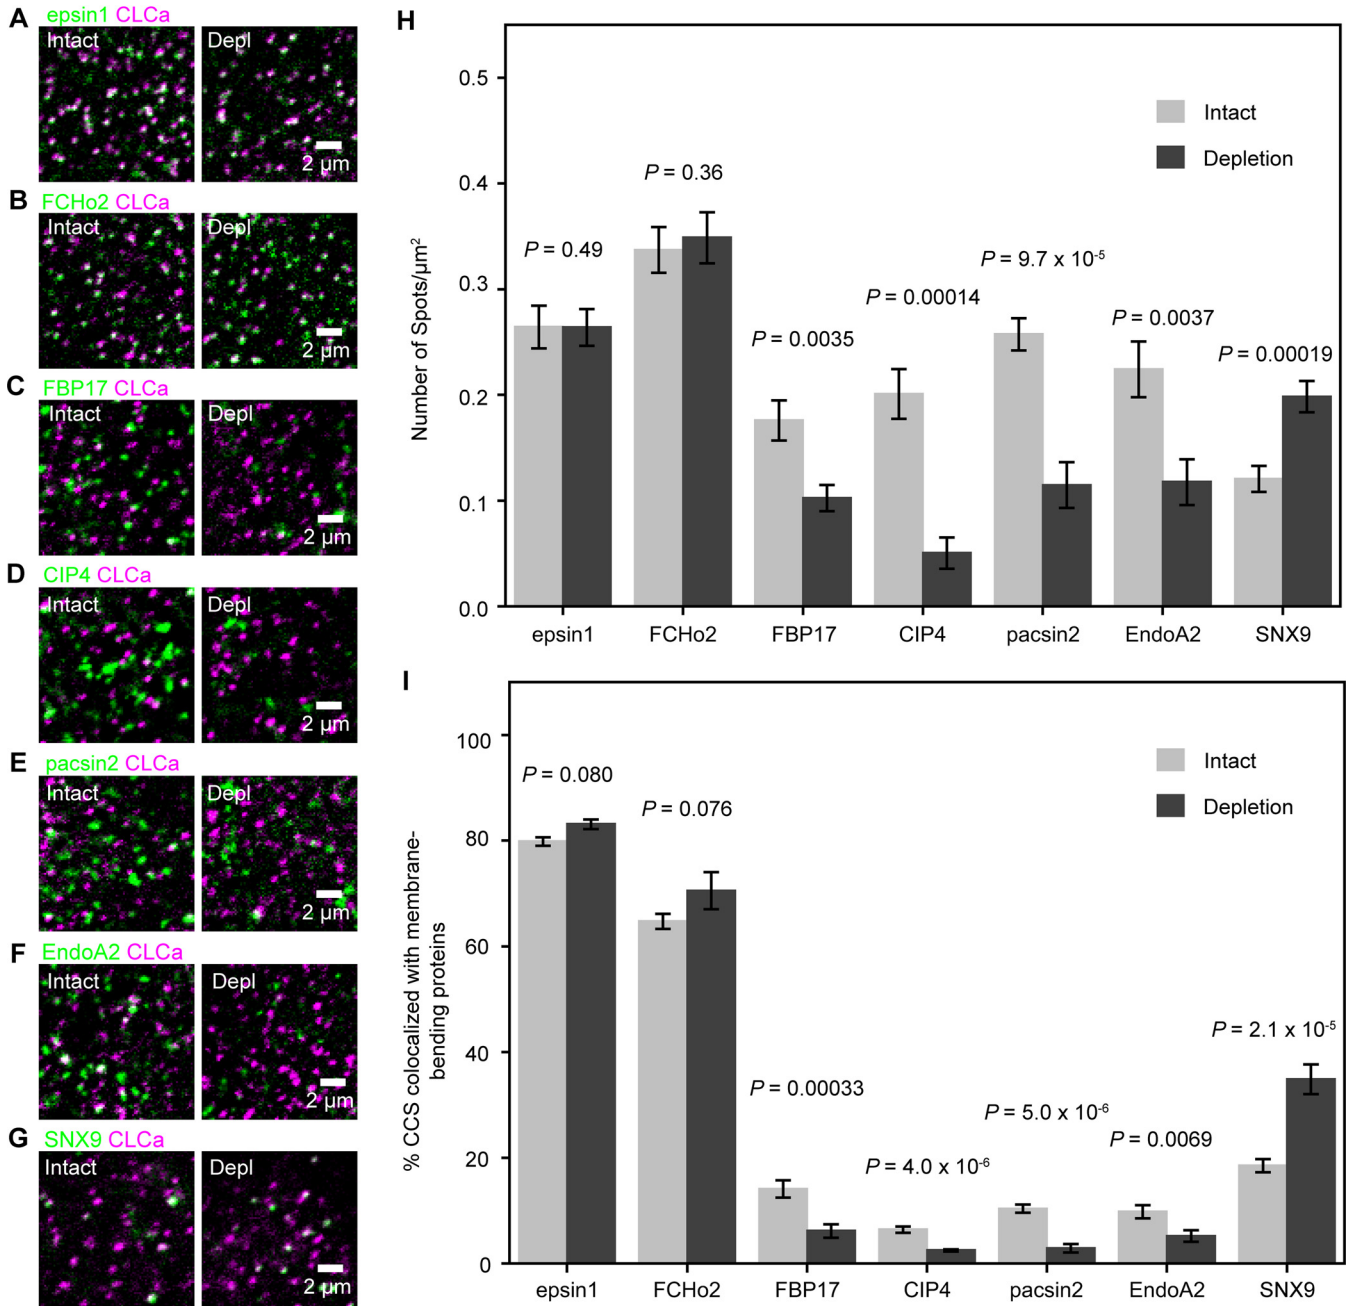 A
epsin1 CLCa
Intact
Depl
2 µm
B
FCHo2 CLCa
Intact
Depl
2 µm
C
FBP17 CLCa
Intact
Depl
2 µm
D
CIP4 CLCa
Intact
Depl
2 µm
E
pacsin2 CLCa
Intact
Depl
2 µm
F
EndoA2 CLCa
Intact
Depl
2 µm
G
SNX9 CLCa
Intact
Depl
2 µm
H
Number of Spots/µm²
0.5
0.4
0.3
0.2
0.1
0.0
Intact
Depletion
P = 0.49
P = 0.36
P = 0.0035
P = 0.00014
P = 9.7 x 10⁻⁵
P = 0.0037
P = 0.00019
epsin1
FCHo2
FBP17
CIP4
pacsin2
EndoA2
SNX9
I
% CCS colocalized with membrane-
bending proteins
100
80
60
40
20
0
Intact
Depletion
P = 0.080
P = 0.076
P = 0.00033
P = 4.0 x 10⁻⁶
P = 5.0 x 10⁻⁶
P = 0.0069
P = 2.1 x 10⁻⁵
epsin1
FCHo2
FBP17
CIP4
pacsin2
EndoA2
SNX9